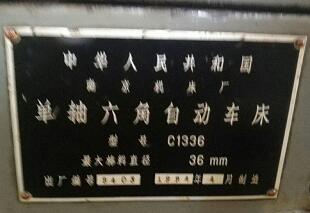 中华人民共和国
南京机床厂
单轴六角自动车床
型号 C1336
最大棒料直径 36 mm
出厂编号 9403 1994年4月制造